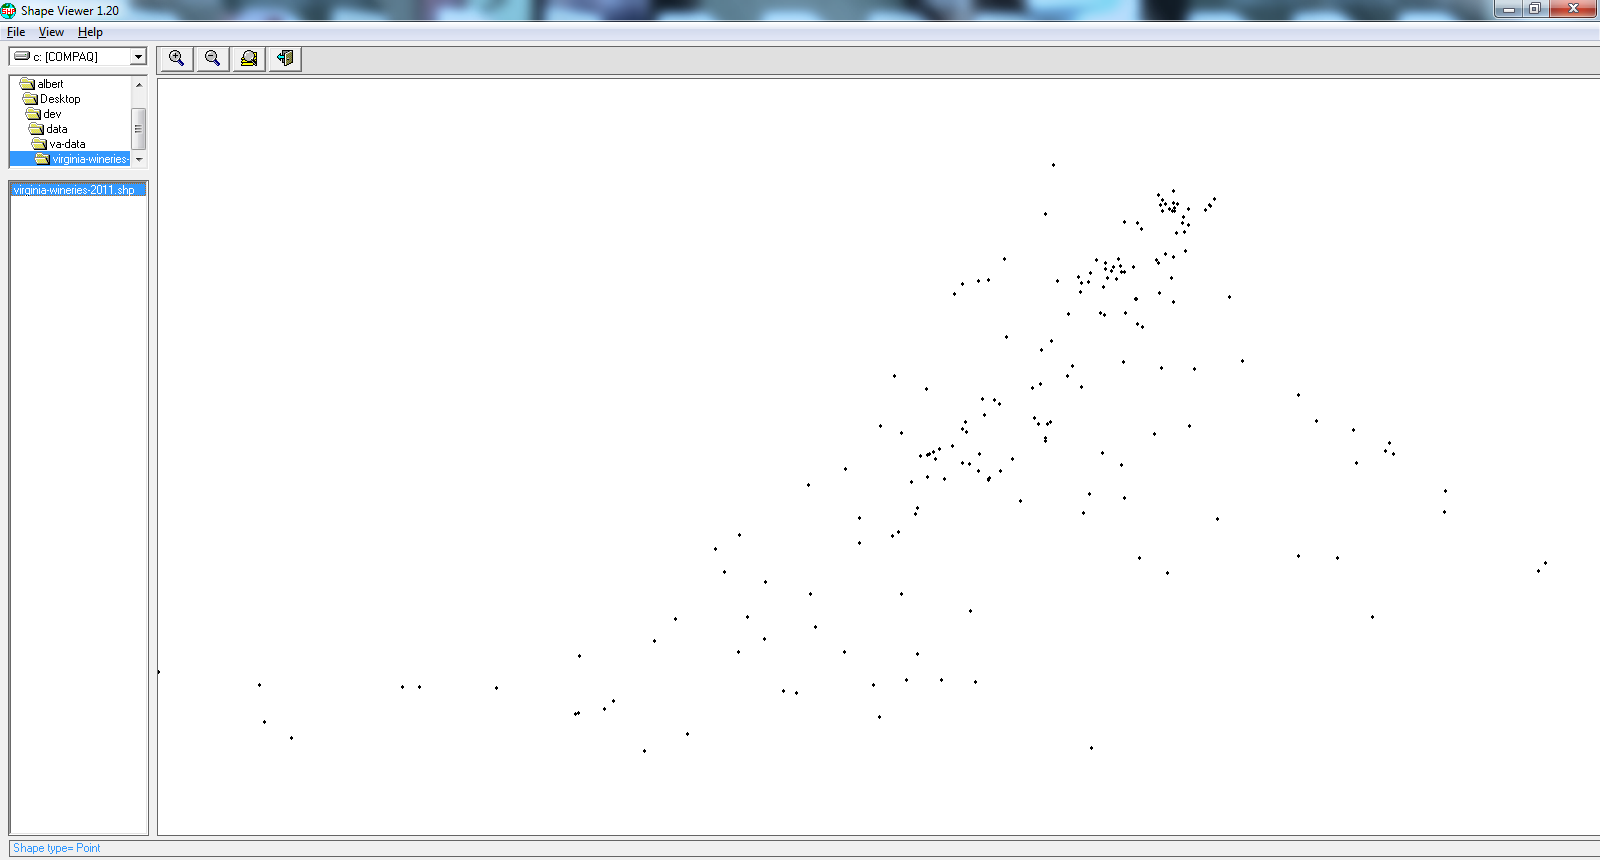 SHP Shape Viewer 1.20
File View Help
c: [COMPAQ]
albert
Desktop
dev
data
va-data
virginia-wineries-
virginia-wineries-2011.shp
Shape type= Point